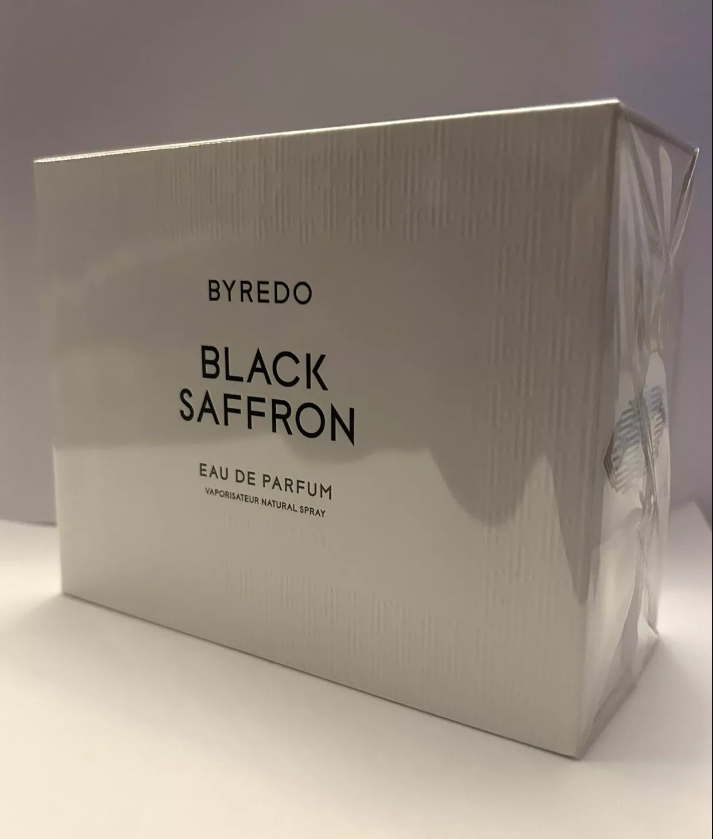 BYREDO
BLACK
SAFFRON
EAU DE PARFUM
VAPORISATEUR NATURAL SPRAY